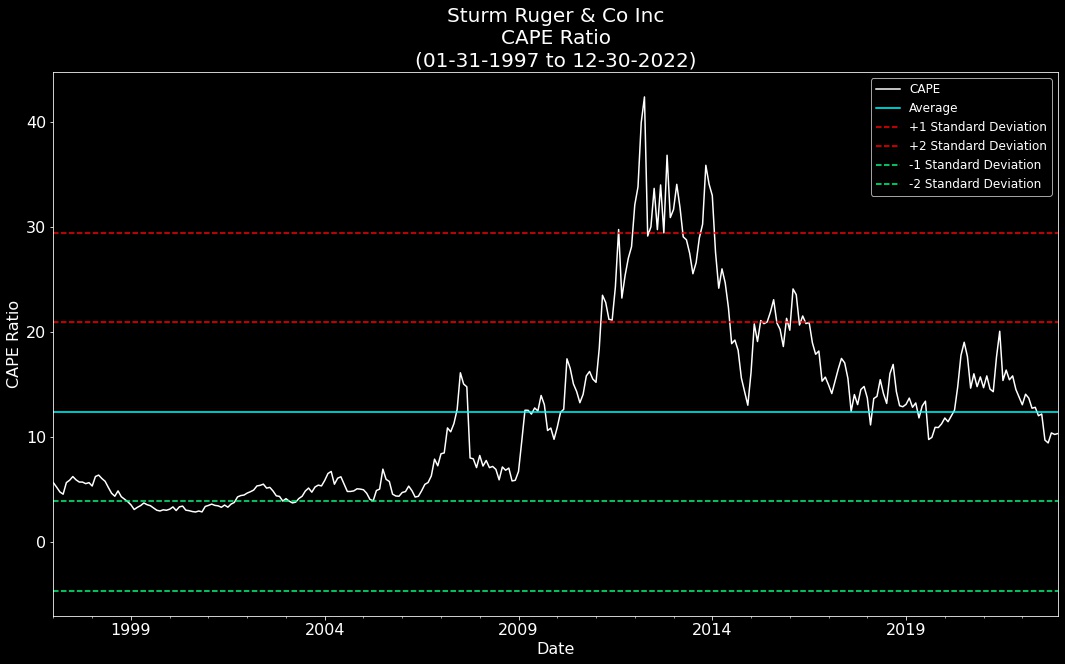 Sturm Ruger & Co Inc
CAPE Ratio
(01-31-1997 to 12-30-2022)
CAPE
Average
+1 Standard Deviation
+2 Standard Deviation
-1 Standard Deviation
-2 Standard Deviation
CAPE Ratio
40
30
20
10
0
1999 2004 2009 2014 2019
Date